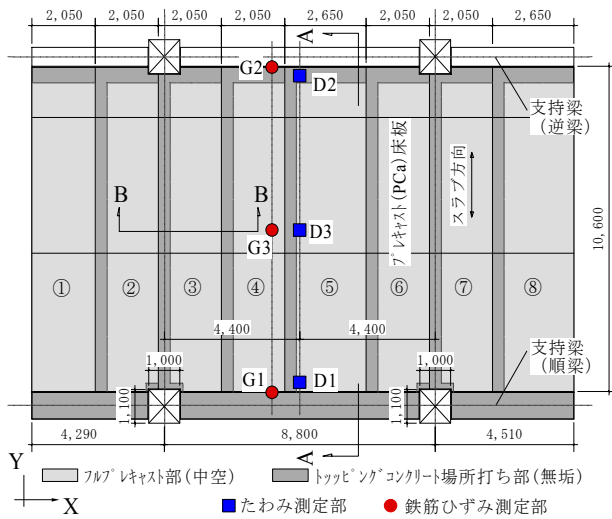 2,050 2,050 2,050 2,050 2,650 2,050 2,050 2,650
A
G2
D2
支持梁
(逆梁)
プレキャスト(PCa)床板
スラブ方向
B B
D3
G3
10,600
① ② ③ ④ ⑤ ⑥ ⑦ ⑧
4,400 4,400
支持梁
(順梁)
1,000 1,000
G1 D1
1,100 1,100
A
4,290 8,800 4,510
Y
X
フルプレキャスト部(中空) トッピングコンクリート場所打ち部(無垢)
たわみ測定部 鉄筋ひずみ測定部